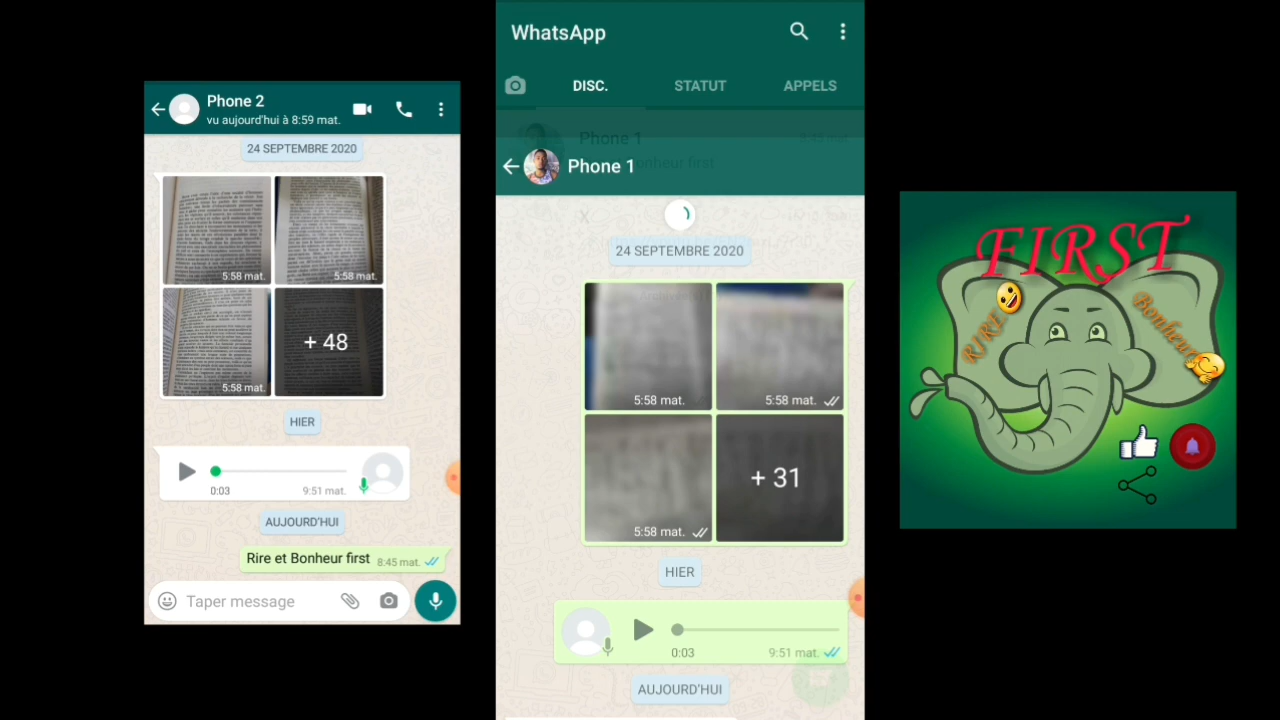 Phone 2
vu aujourd'hui à 8:59 mat.
24 SEPTEMBRE 2020
5:58 mat.
5:58 mat.
5:58 mat.
+ 48
HIER
0:03
9:51 mat.
AUJOURD'HUI
Rire et Bonheur first 8:45 mat.
Taper message
WhatsApp
DISC.
STATUT
APPELS
Phone 1
Phone 1
24 SEPTEMBRE 2020
5:58 mat.
5:58 mat.
5:58 mat.
+ 31
HIER
0:03
9:51 mat.
AUJOURD'HUI
FIRST
RIRE
Bonheur